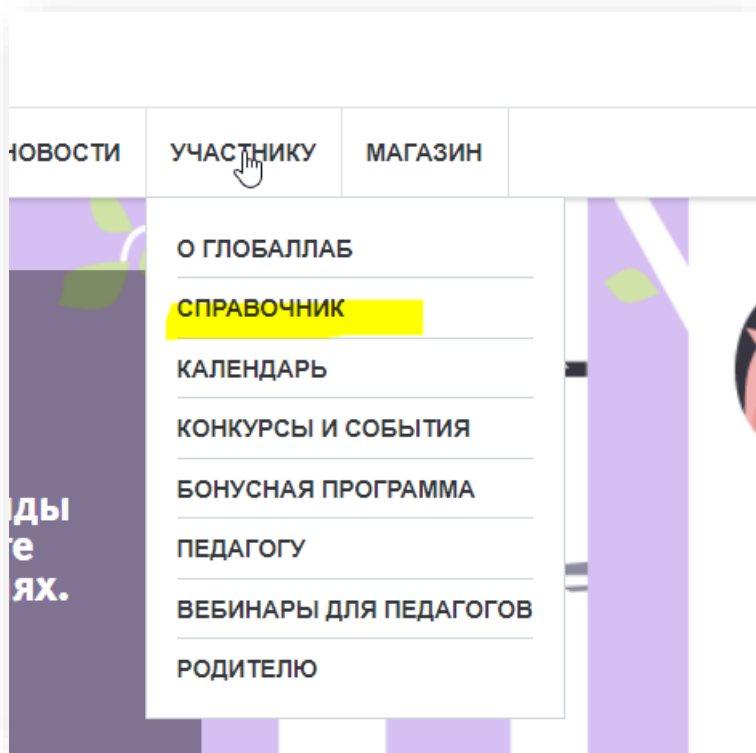 НОВОСТИ УЧАСТНИКУ МАГАЗИН
О ГЛОБАЛЛАБ
СПРАВОЧНИК
КАЛЕНДАРЬ
КОНКУРСЫ И СОБЫТИЯ
БОНУСНАЯ ПРОГРАММА
ПЕДАГОГУ
ВЕБИНАРЫ ДЛЯ ПЕДАГОГОВ
РОДИТЕЛЮ